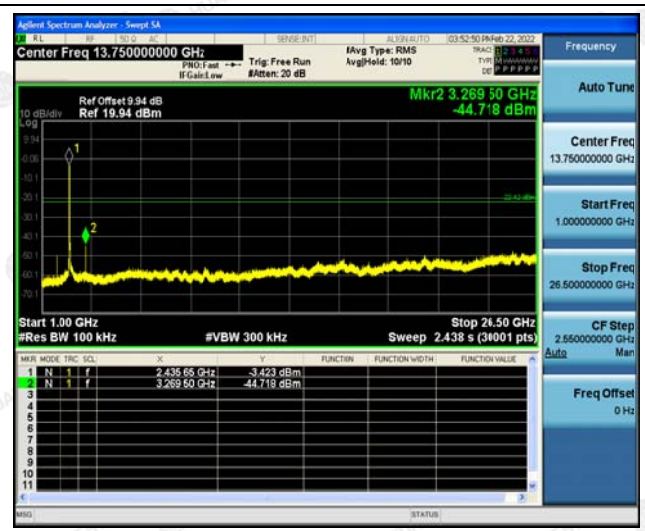 Agilent Spectrum Analyzer - Swept SA
RL RF 50 Ω AC SENSE:INT ALIGN AUTO 03:52:50 PM Feb 22, 2022
Center Freq 13.750000000 GHz
PNO: Fast Trig: Free Run #Avg Type: RMS TRACE 1 2 3 4 5 6
IFGain:Low #Atten: 20 dB Avg|Hold: 10/10 TYPE M WWWWW
DET P P P P P P
Mkr2 3.269 50 GHz
-44.718 dBm
Ref Offset 9.94 dB
10 dB/div Ref 19.94 dBm
Log
9.94
-0.06
-10.1
-20.1
-30.1
-40.1
-50.1
-60.1
-70.1
1
2
-22.42 dBm
Start 1.00 GHz Stop 26.50 GHz
#Res BW 100 kHz #VBW 300 kHz Sweep 2.438 s (30001 pts)
MKR MODE TRC SCL X Y FUNCTION FUNCTION WIDTH FUNCTION VALUE
1 N 1 f 2.435 65 GHz -3.423 dBm
2 N 1 f 3.269 50 GHz -44.718 dBm
3
4
5
6
7
8
9
10
11
MSG STATUS
Frequency
Auto Tune
Center Freq
13.750000000 GHz
Start Freq
1.000000000 GHz
Stop Freq
26.500000000 GHz
CF Step
2.550000000 GHz
Auto Man
Freq Offset
0 Hz